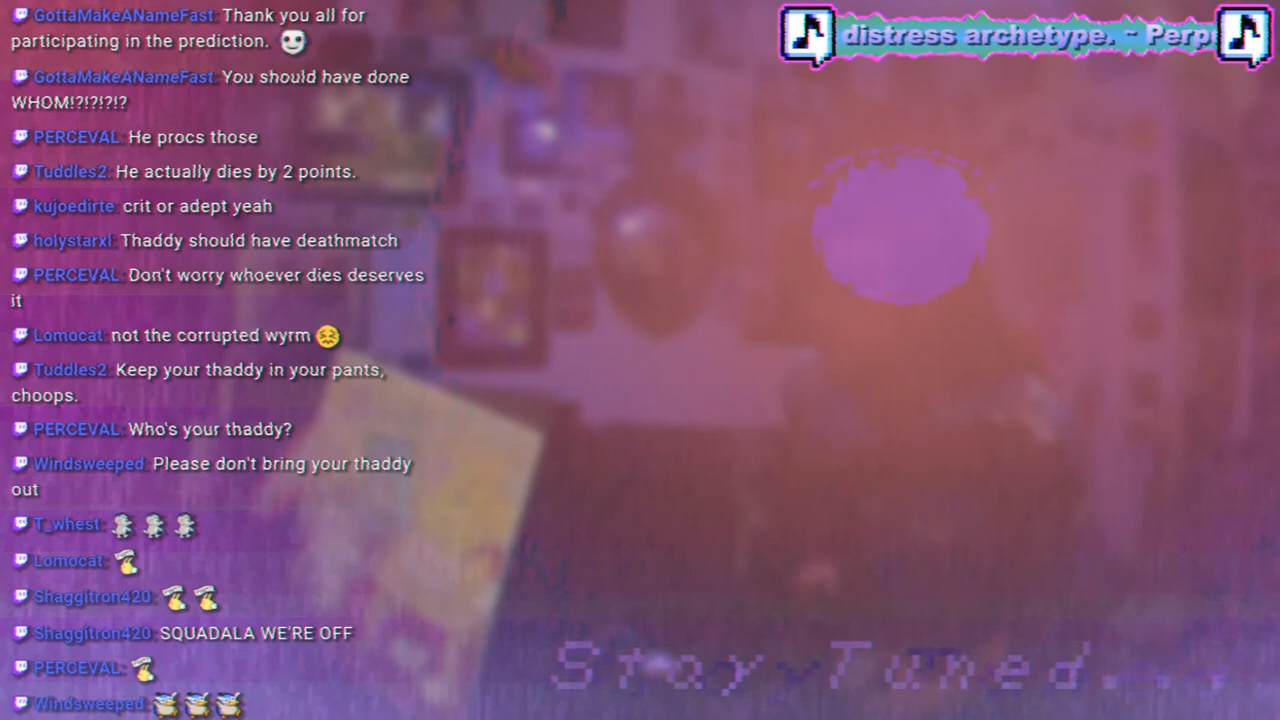 GottaMakeANameFast: Thank you all for
participating in the prediction.
GottaMakeANameFast: You should have done
WHOM!?!?!?!?
PERCEVAL: He procs those
Tuddles2: He actually dies by 2 points.
kujoedirte: crit or adept yeah
holystarxl: Thaddy should have deathmatch
PERCEVAL: Don't worry whoever dies deserves
it
Lomocat: not the corrupted wyrm
Tuddles2: Keep your thaddy in your pants,
choops.
PERCEVAL: Who's your thaddy?
Windsweeped: Please don't bring your thaddy
out
T_whest:
Lomocat:
Shaggitron420:
Shaggitron420: SQUADALA WE'RE OFF
PERCEVAL:
Windsweeped:
distress archetype. ~ Perpe
Stay Tuned...